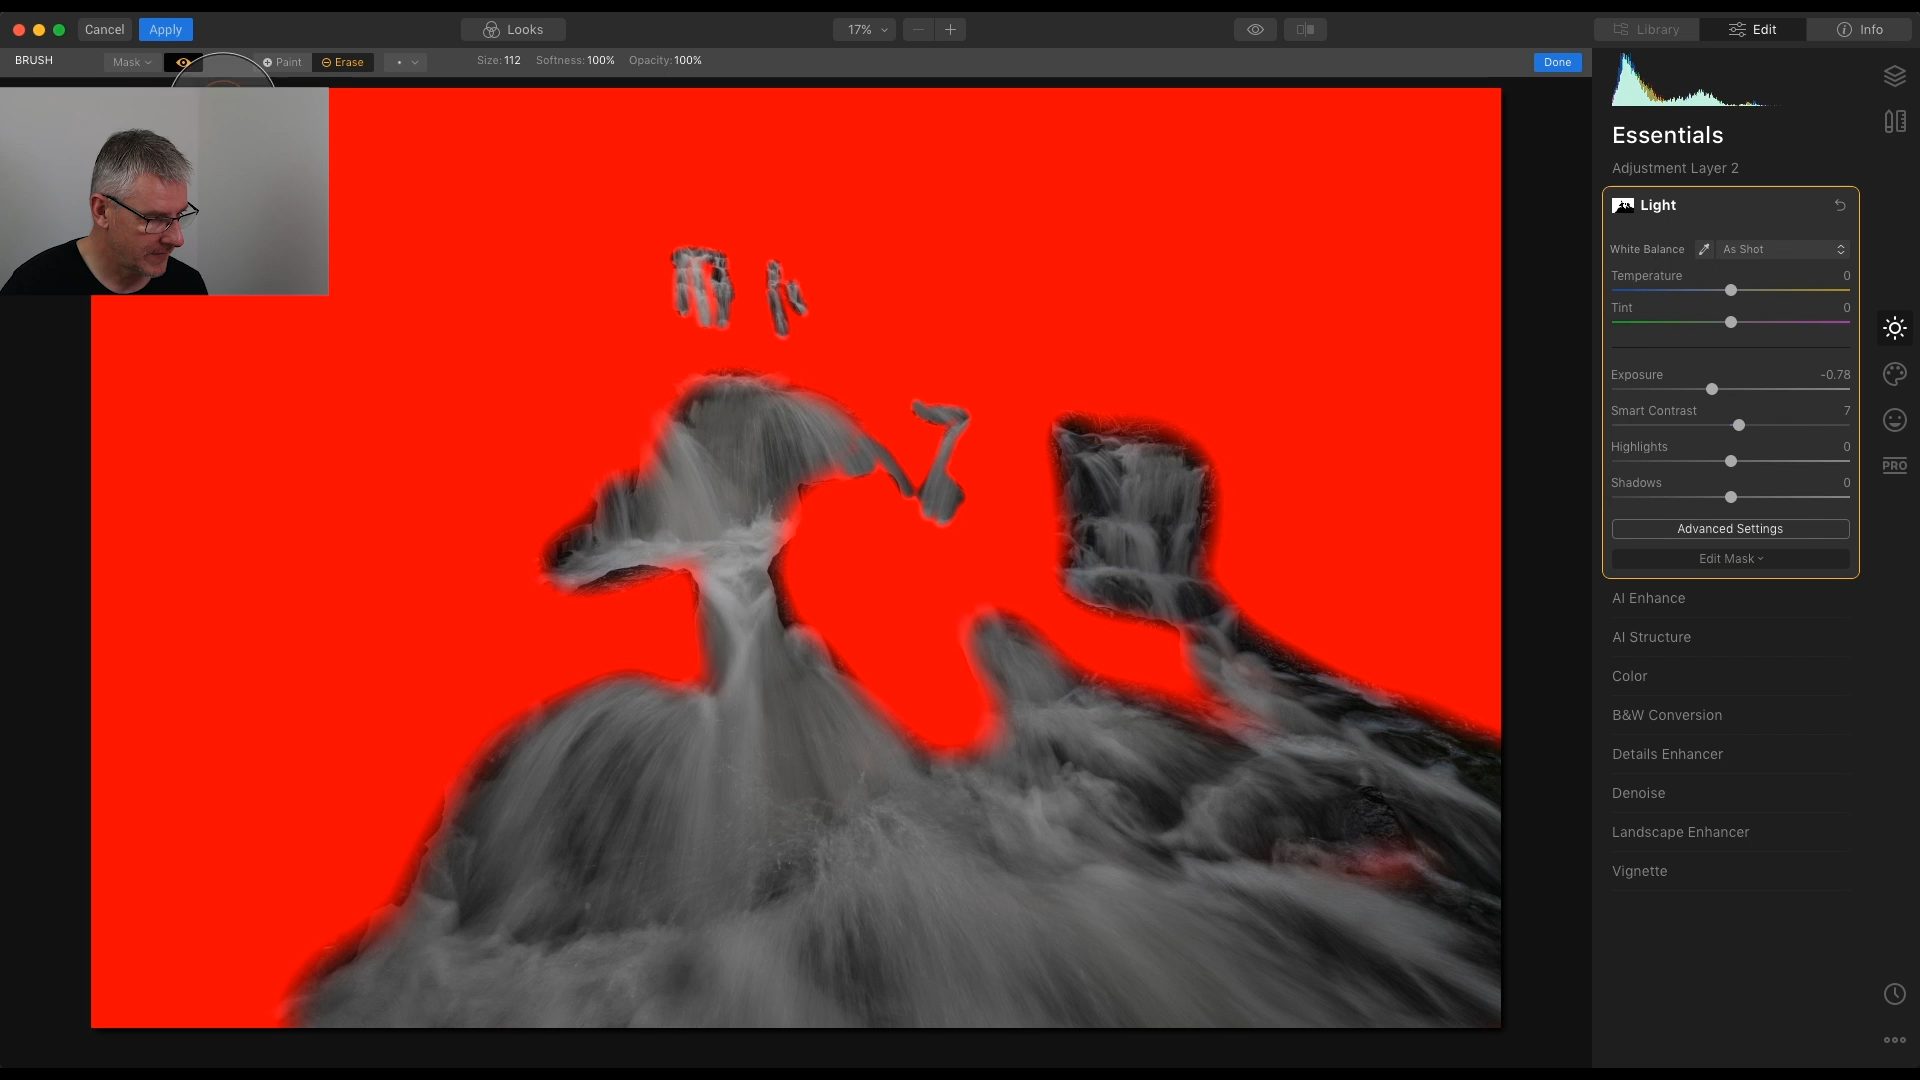 Cancel Apply Looks 17% Library Edit Info
BRUSH Mask Paint Erase Size: 112 Softness: 100% Opacity: 100% Done
Essentials
Adjustment Layer 2
Light
White Balance As Shot
Temperature 0
Tint 0
Exposure -0.78
Smart Contrast 7
Highlights 0
Shadows 0
Advanced Settings
Edit Mask
AI Enhance
AI Structure
Color
B&W Conversion
Details Enhancer
Denoise
Landscape Enhancer
Vignette
PRO